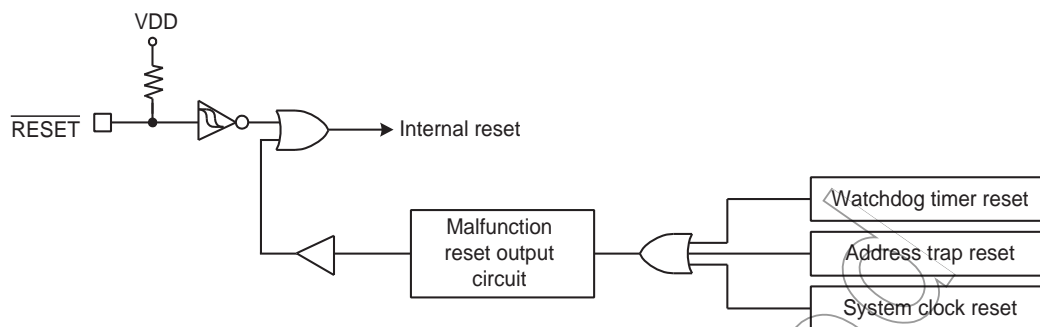 VDD
RESET
Internal reset
Watchdog timer reset
Malfunction
reset output
circuit
Address trap reset
System clock reset